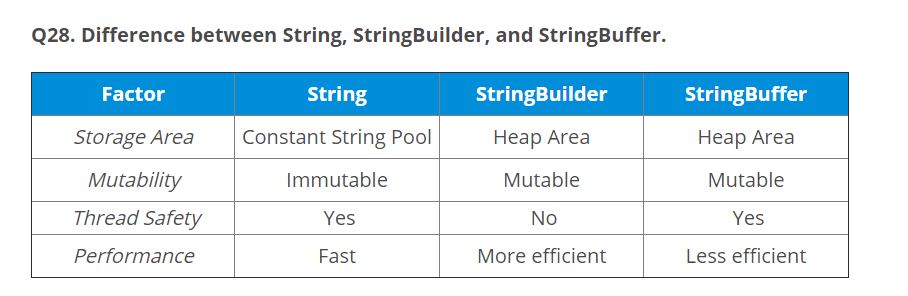 Q28. Difference between String, StringBuilder, and StringBuffer.
Factor String StringBuilder StringBuffer
Storage Area Constant String Pool Heap Area Heap Area
Mutability Immutable Mutable Mutable
Thread Safety Yes No Yes
Performance Fast More efficient Less efficient